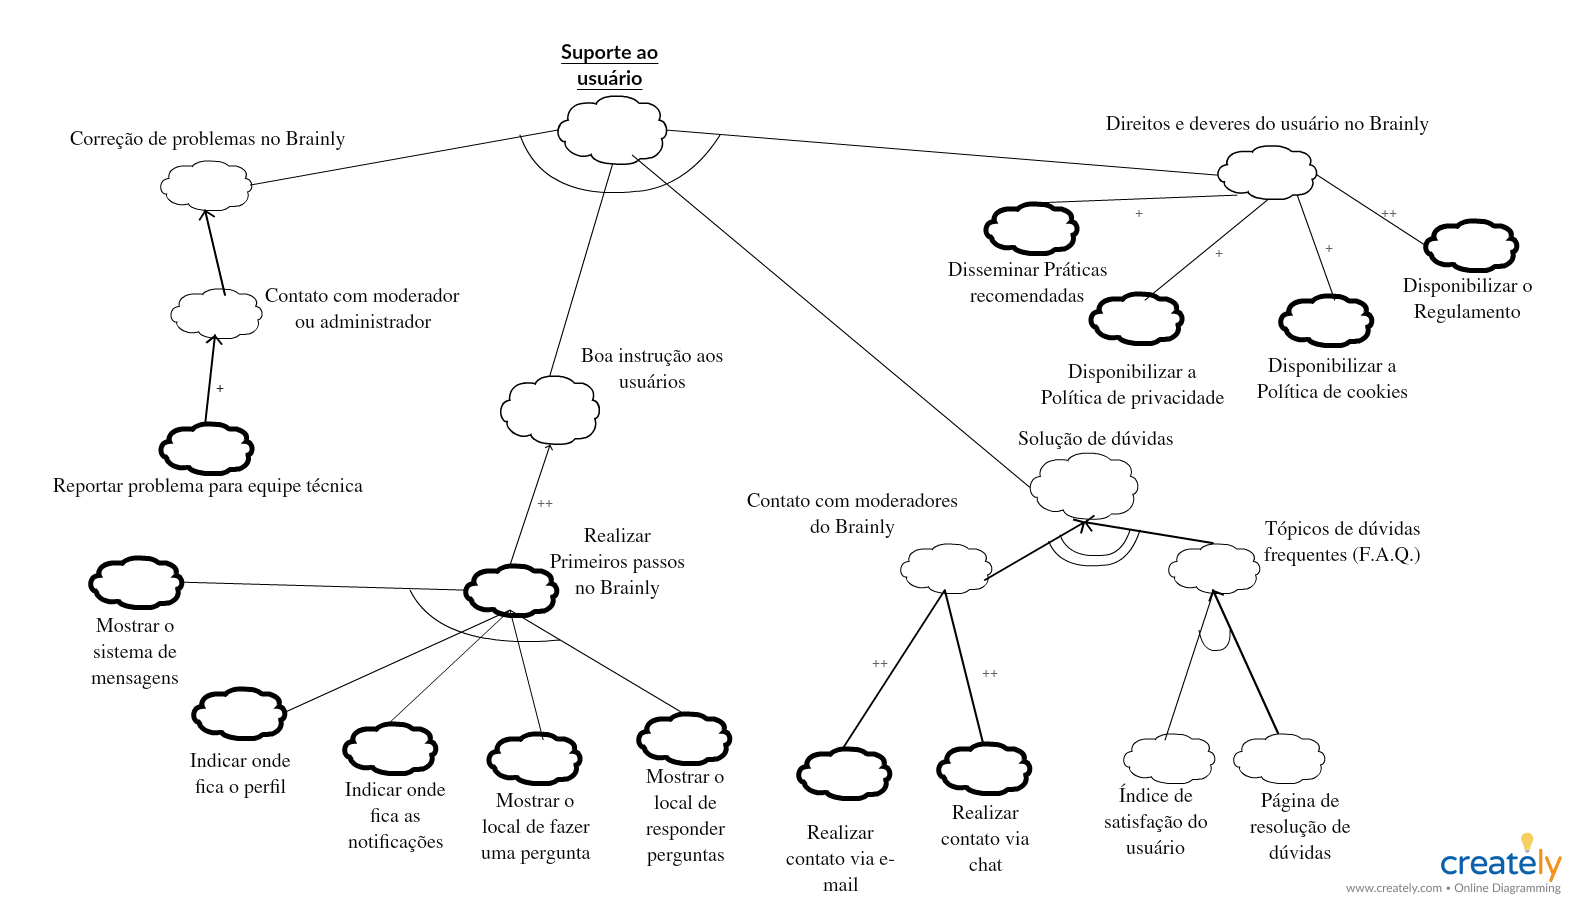 Suporte ao
usuário
Correção de problemas no Brainly
Direitos e deveres do usuário no Brainly
+
++
+
+
Disseminar Práticas
recomendadas
Disponibilizar o
Regulamento
Contato com moderador
ou administrador
Boa instrução aos
usuários
Disponibilizar a
Política de privacidade
Disponibilizar a
Política de cookies
+
Solução de dúvidas
Reportar problema para equipe técnica
++
Contato com moderadores
do Brainly
Tópicos de dúvidas
frequentes (F.A.Q.)
Realizar
Primeiros passos
no Brainly
Mostrar o
sistema de
mensagens
++
++
Indicar onde
fica o perfil
Indicar onde
fica as
notificações
Mostrar o
local de fazer
uma pergunta
Mostrar o
local de
responder
perguntas
Realizar
contato via e-
mail
Realizar
contato via
chat
Índice de
satisfação do
usuário
Página de
resolução de
dúvidas
creately
www.creately.com • Online Diagramming